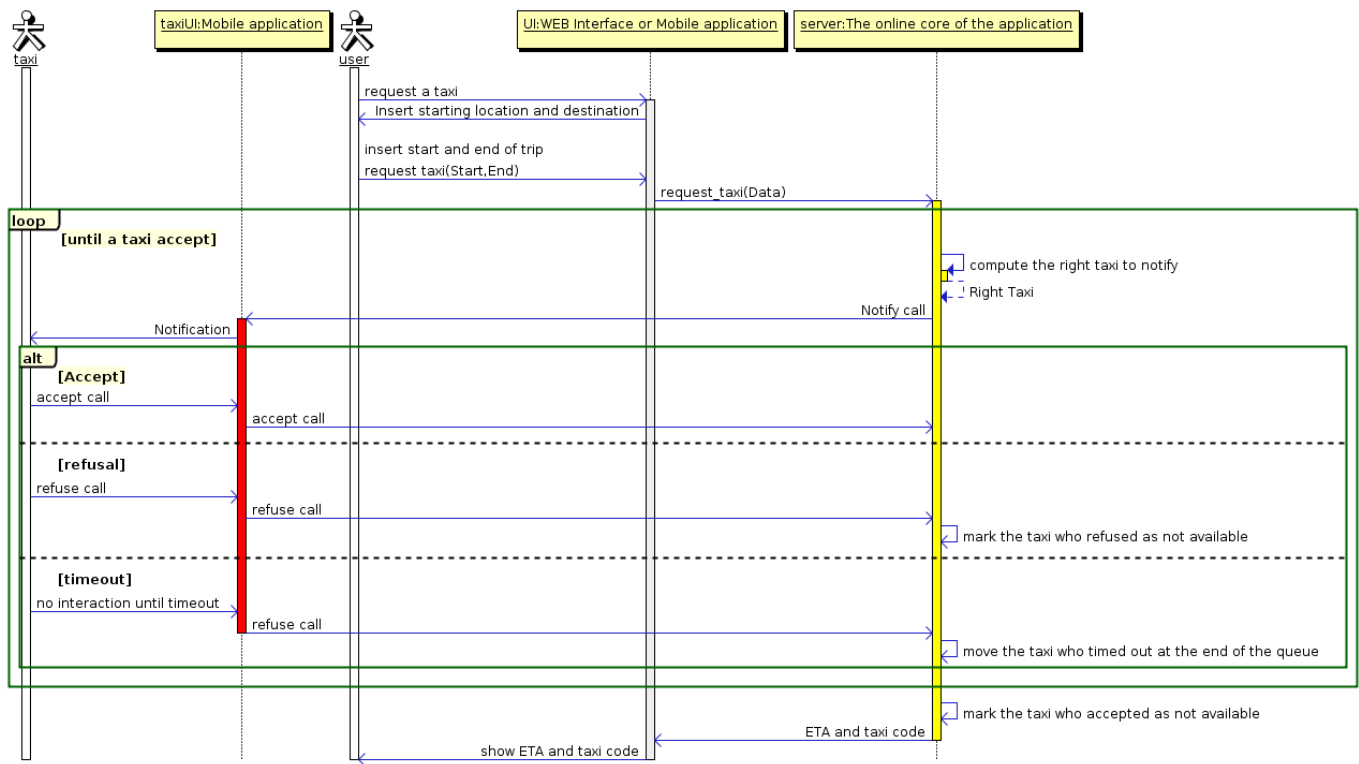 taxiUI:Mobile application
UI:WEB Interface or Mobile application
server:The online core of the application
taxi
user
request a taxi
Insert starting location and destination
insert start and end of trip
request taxi(Start,End)
request_taxi(Data)
loop
[until a taxi accept]
compute the right taxi to notify
Right Taxi
Notify call
Notification
alt
[Accept]
accept call
accept call
[refusal]
refuse call
refuse call
mark the taxi who refused as not available
[timeout]
no interaction until timeout
refuse call
move the taxi who timed out at the end of the queue
mark the taxi who accepted as not available
ETA and taxi code
show ETA and taxi code